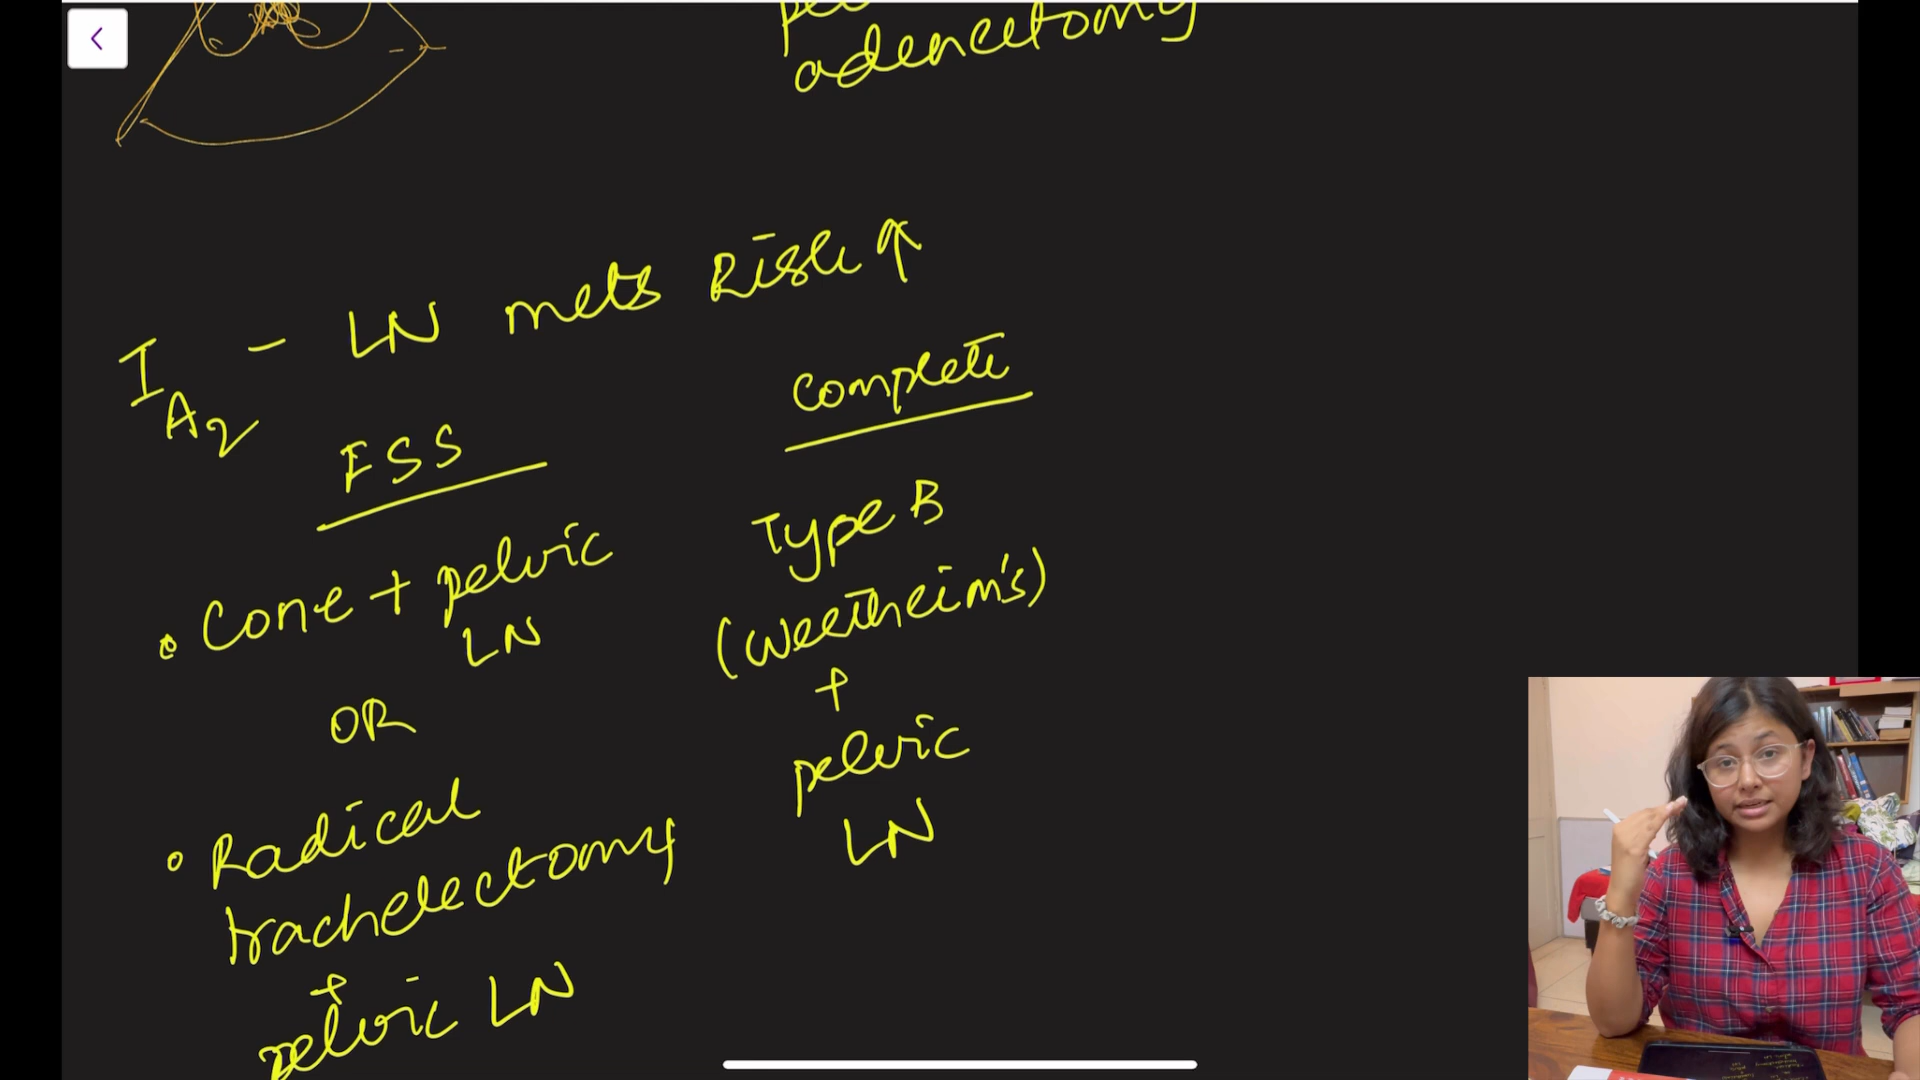 adenectomy
IA2 - LN mets Risk ↑
FSS
Complete
• Cone + pelvic
LN
OR
• Radical
trachelectomy
+
pelvic LN
Type B
(Wertheim's)
+
pelvic
LN